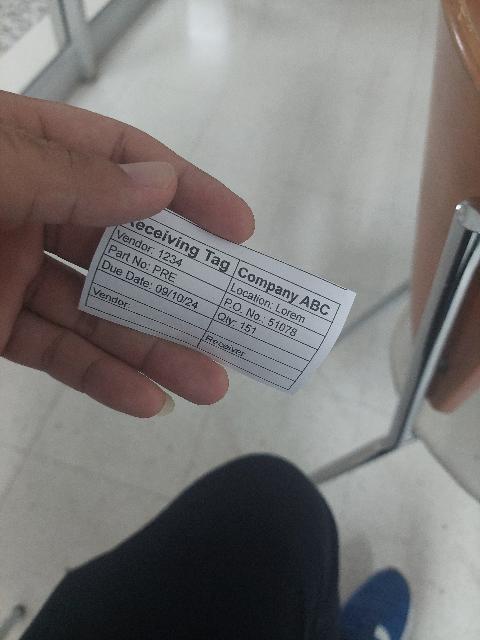 Receiving Tag
Company ABC
Vendor: 1234
Location: Lorem
Part No: PRE
P.O. No.: 51078
Due Date: 09/10/24
Qty: 151
Vendor:
Receiver